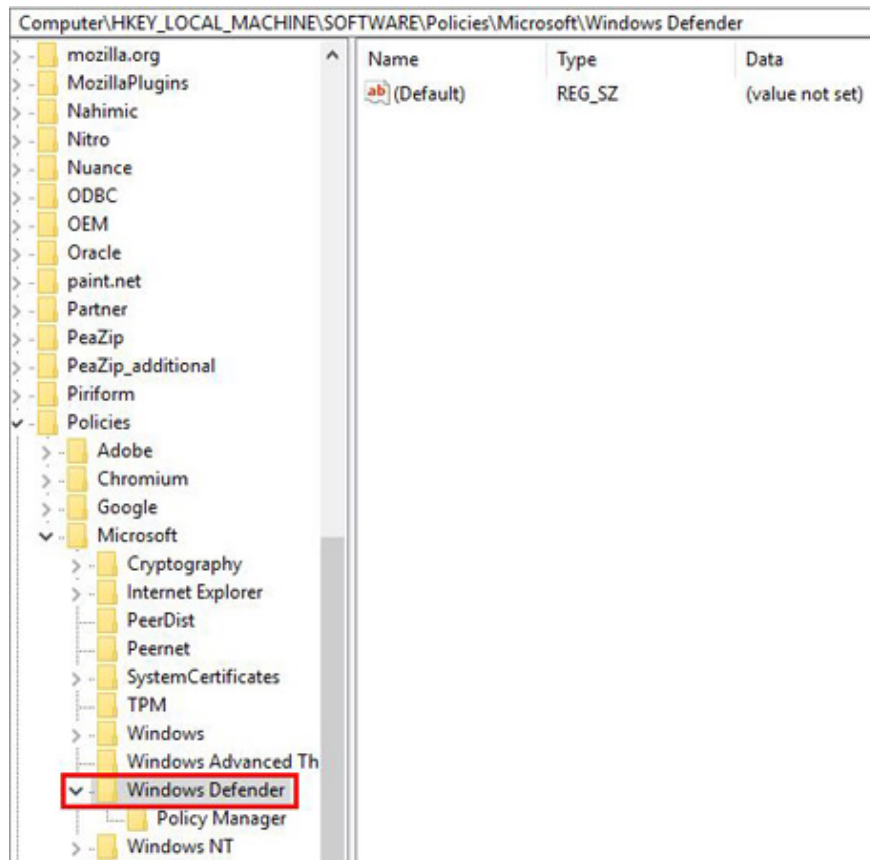 Computer\HKEY_LOCAL_MACHINE\SOFTWARE\Policies\Microsoft\Windows Defender
mozilla.org
MozillaPlugins
Nahimic
Nitro
Nuance
ODBC
OEM
Oracle
paint.net
Partner
PeaZip
PeaZip_additional
Piriform
Policies
Adobe
Chromium
Google
Microsoft
Cryptography
Internet Explorer
PeerDist
Peernet
SystemCertificates
TPM
Windows
Windows Advanced Th
Windows Defender
Policy Manager
Windows NT
Name Type Data
ab (Default) REG_SZ (value not set)